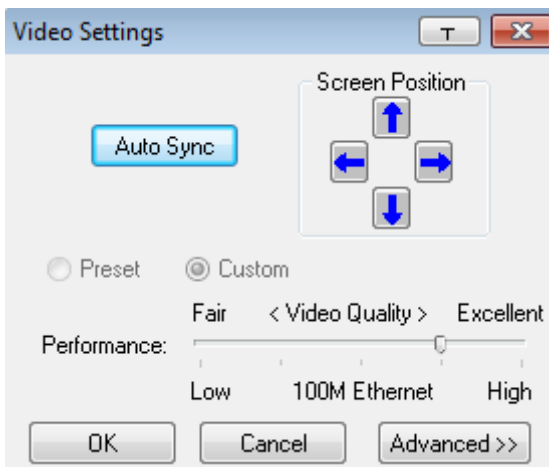 Video Settings
Screen Position
Auto Sync
Preset Custom
Fair < Video Quality > Excellent
Performance:
Low 100M Ethernet High
OK Cancel Advanced >>